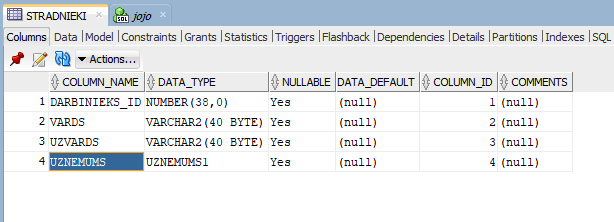 STRADNIEKI × jojo ×
Columns Data Model Constraints Grants Statistics Triggers Flashback Dependencies Details Partitions Indexes SQL
Actions...
COLUMN_NAME DATA_TYPE NULLABLE DATA_DEFAULT COLUMN_ID COMMENTS
1 DARBINIEKS_ID NUMBER(38,0) Yes (null) 1 (null)
2 VARDS VARCHAR2(40 BYTE) Yes (null) 2 (null)
3 UZVARDS VARCHAR2(40 BYTE) Yes (null) 3 (null)
4 UZNEMUMS UZNEMUMS1 Yes (null) 4 (null)